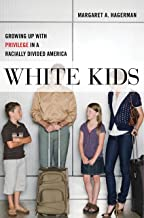 MARGARET A. HAGERMAN
GROWING UP WITH
PRIVILEGE IN A
RACIALLY DIVIDED AMERICA
WHITE KIDS